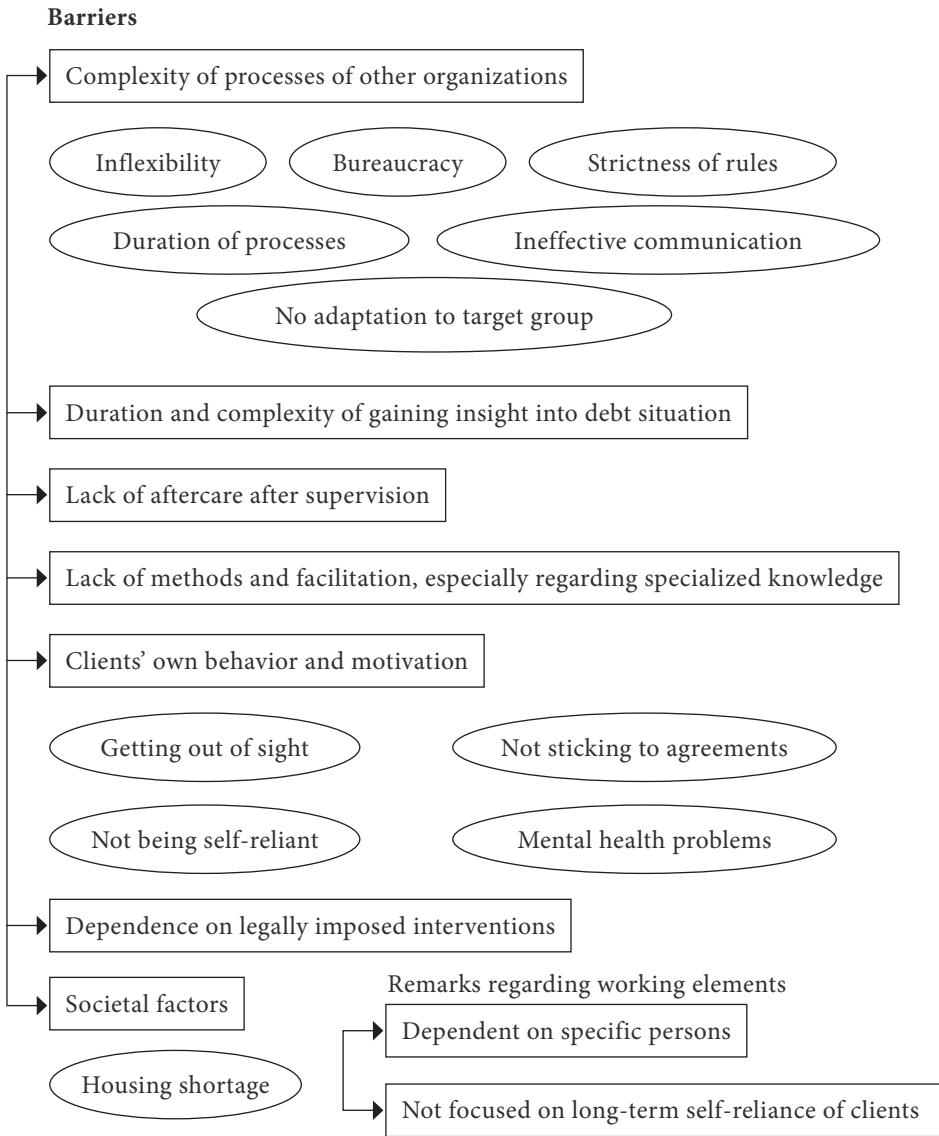 Barriers
Complexity of processes of other organizations
Inflexibility
Bureaucracy
Strictness of rules
Duration of processes
Ineffective communication
No adaptation to target group
Duration and complexity of gaining insight into debt situation
Lack of aftercare after supervision
Lack of methods and facilitation, especially regarding specialized knowledge
Clients’ own behavior and motivation
Getting out of sight
Not sticking to agreements
Not being self-reliant
Mental health problems
Dependence on legally imposed interventions
Societal factors
Housing shortage
Remarks regarding working elements
Dependent on specific persons
Not focused on long-term self-reliance of clients